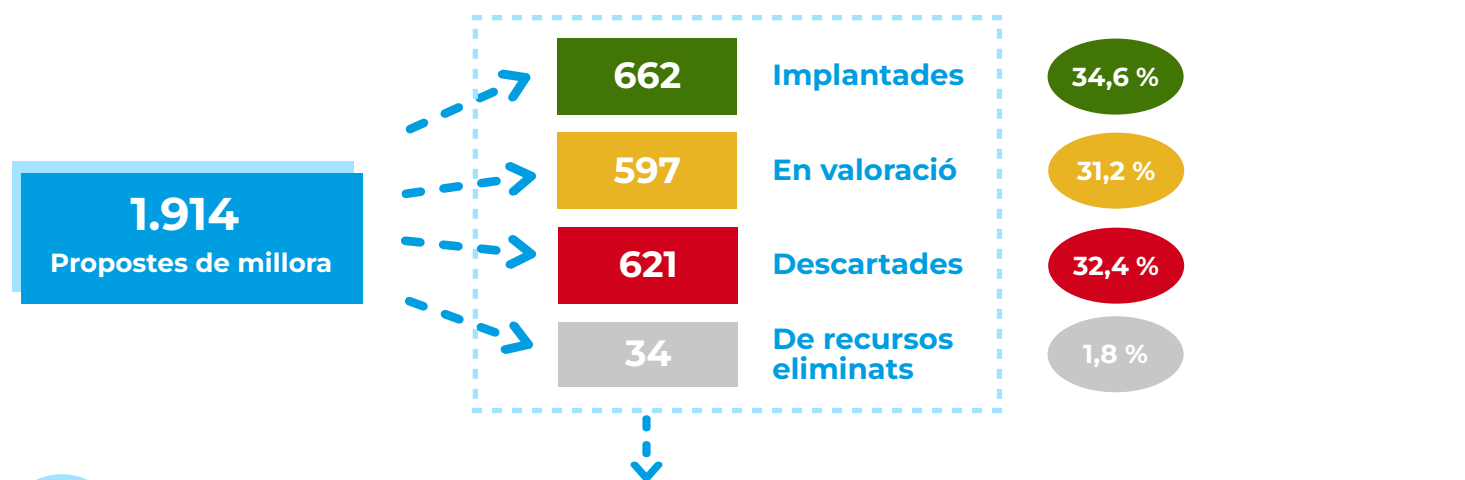 1.914
Propostes de millora
662 Implantades 34,6 %
597 En valoració 31,2 %
621 Descartades 32,4 %
34 De recursos
eliminats 1,8 %